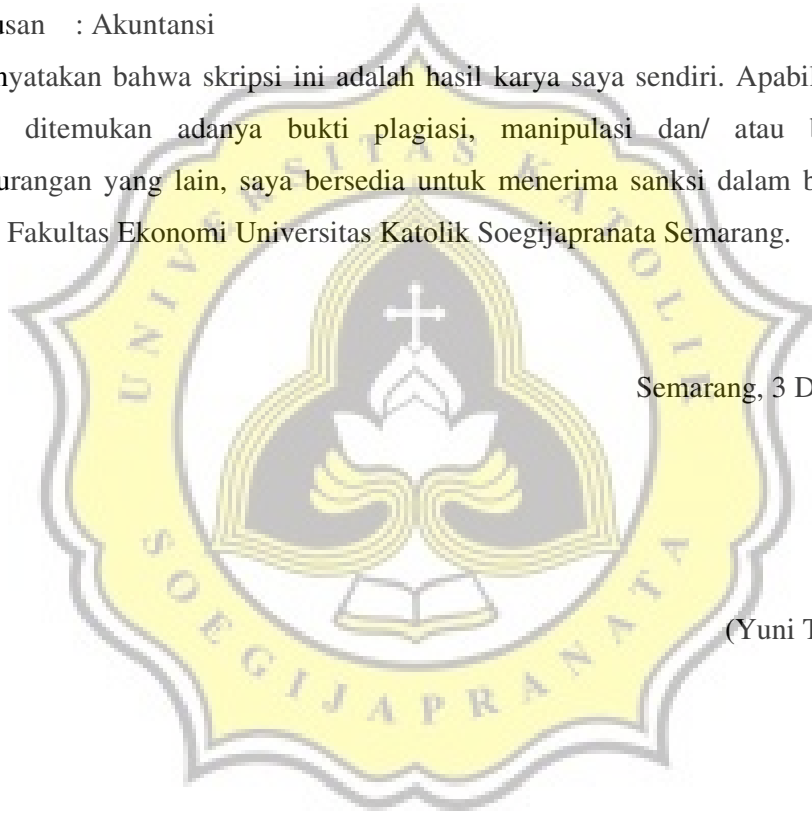 usan : Akuntansi
nyatakan bahwa skripsi ini adalah hasil karya saya sendiri. Apabil
ditemukan adanya bukti plagiasi, manipulasi dan/ atau b
urangan yang lain, saya bersedia untuk menerima sanksi dalam b
Fakultas Ekonomi Universitas Katolik Soegijapranata Semarang.
Semarang, 3 D
(Yuni T
UNIVERSITAS KATOLIK
SOEGIJAPRANATA